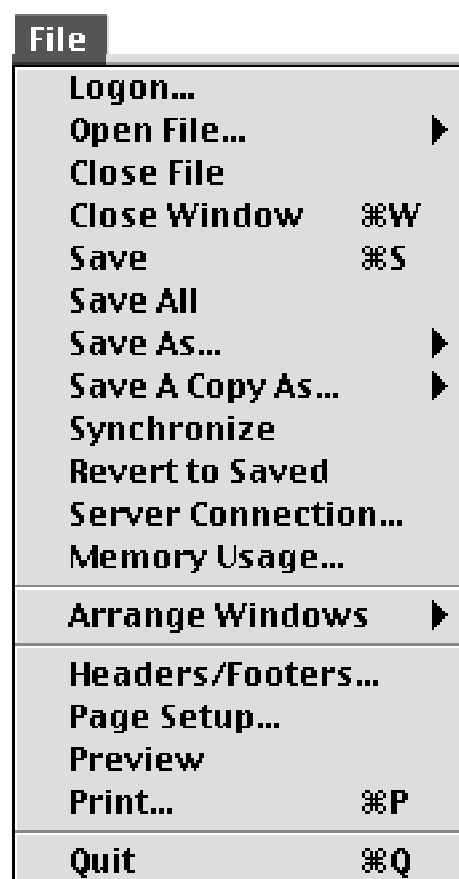 File
Logon...
Open File...
Close File
Close Window ⌘W
Save ⌘S
Save All
Save As...
Save A Copy As...
Synchronize
Revert to Saved
Server Connection...
Memory Usage...
Arrange Windows
Headers/Footers...
Page Setup...
Preview
Print... ⌘P
Quit ⌘Q